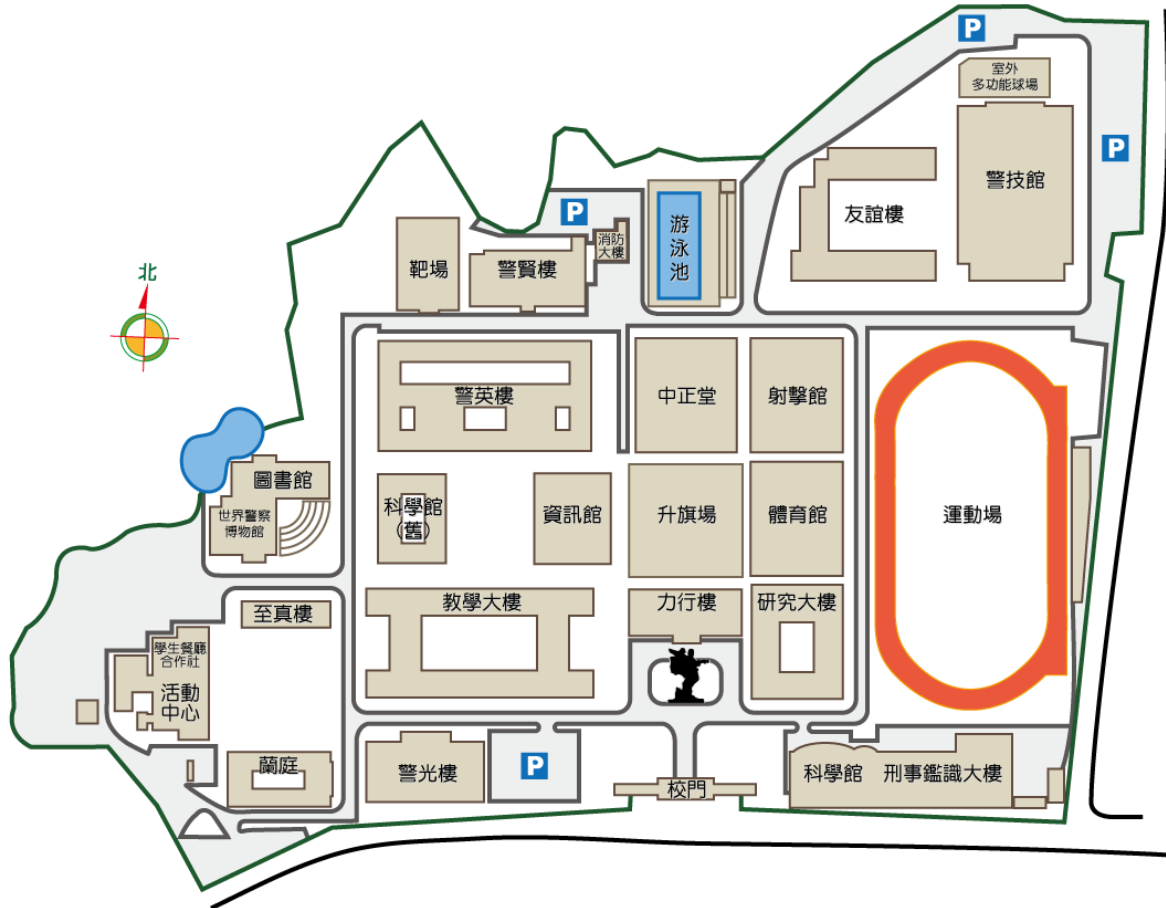 P
室外
多功能球場
P
警技館
友誼樓
P
消防
大樓
游
泳
池
靶場
警賢樓
北
警英樓
中正堂
射擊館
圖書館
世界警察
博物館
科學館
(舊)
資訊館
升旗場
體育館
運動場
至真樓
教學大樓
力行樓
研究大樓
學生餐廳
合作社
活動
中心
蘭庭
警光樓
P
校門
科學館
刑事鑑識大樓